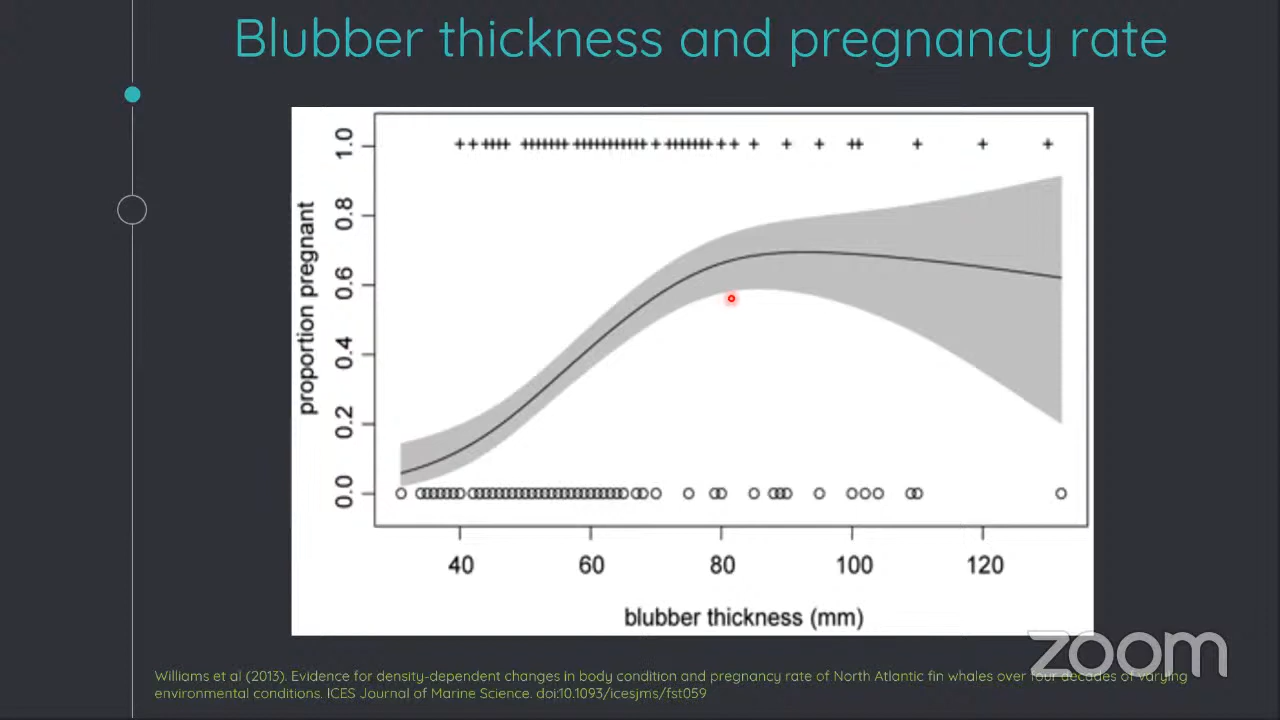 Blubber thickness and pregnancy rate
proportion pregnant
1.0
0.8
0.6
0.4
0.2
0.0
40 60 80 100 120
blubber thickness (mm)
zoom
Williams et al (2013). Evidence for density-dependent changes in body condition and pregnancy rate of North Atlantic fin whales over four decades of varying
environmental conditions. ICES Journal of Marine Science. doi:10.1093/icesjms/fst059